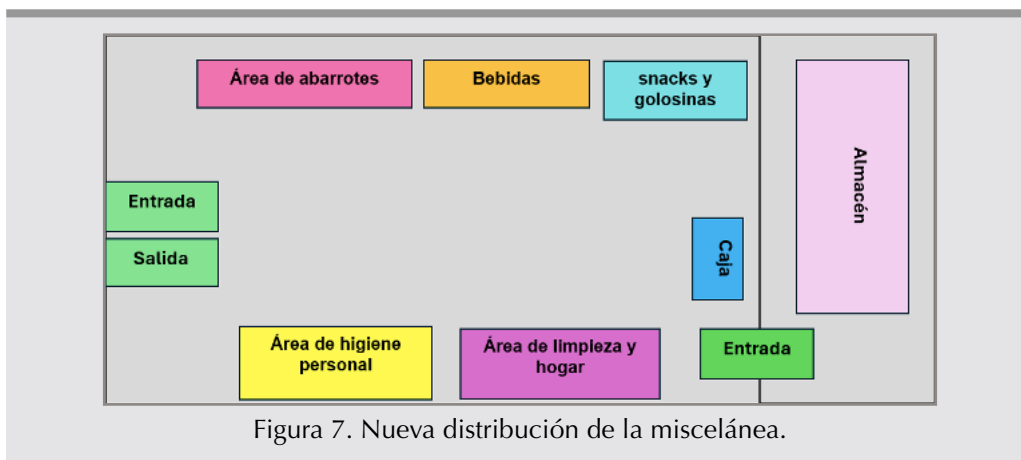 Área de abarrotes
Bebidas
snacks y
golosinas
Almacén
Entrada
Salida
Caja
Área de higiene
personal
Área de limpieza y
hogar
Entrada
Figura 7. Nueva distribución de la miscelánea.